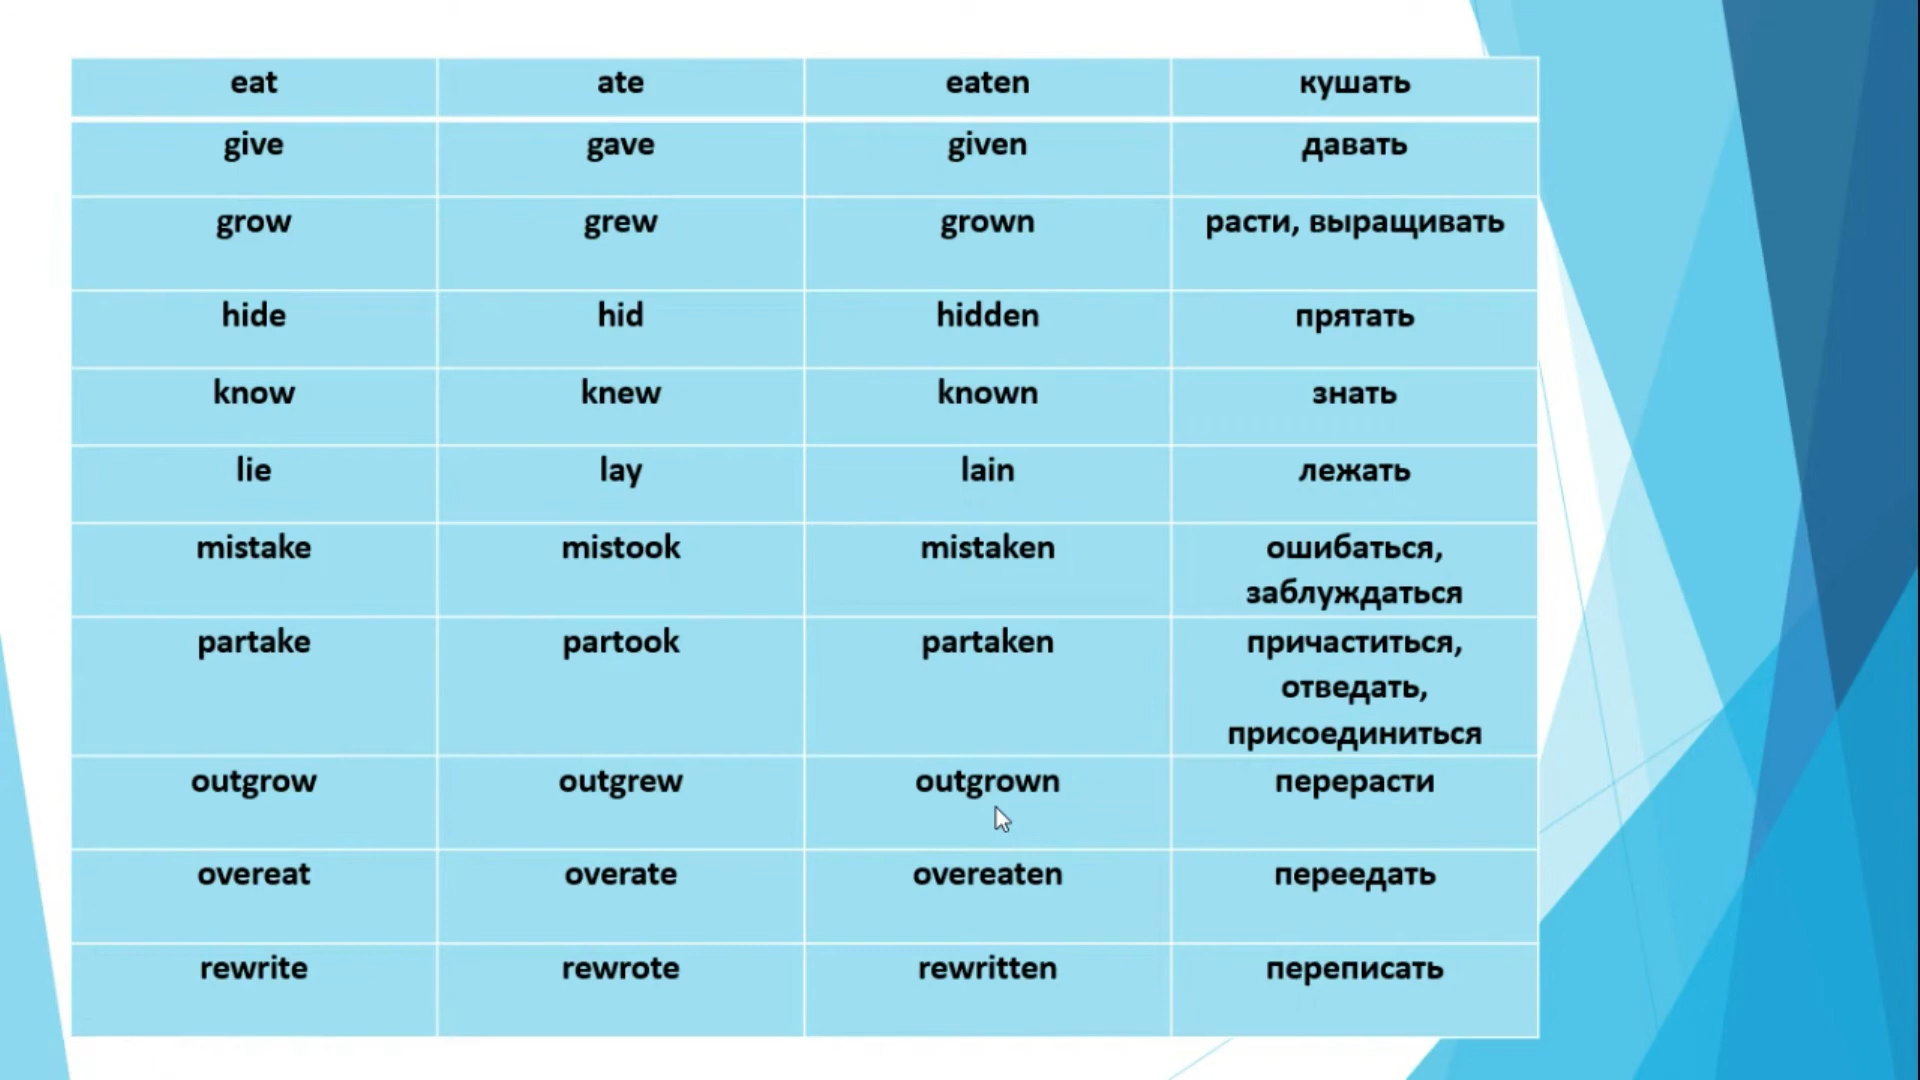 eat ate eaten кушать
give gave given давать
grow grew grown расти, выращивать
hide hid hidden прятать
know knew known знать
lie lay lain лежать
mistake mistook mistaken ошибаться,
заблуждаться
partake partook partaken причаститься,
отведать,
присоединиться
outgrow outgrew outgrown перерасти
overeat overate overeaten переедать
rewrite rewrote rewritten переписать